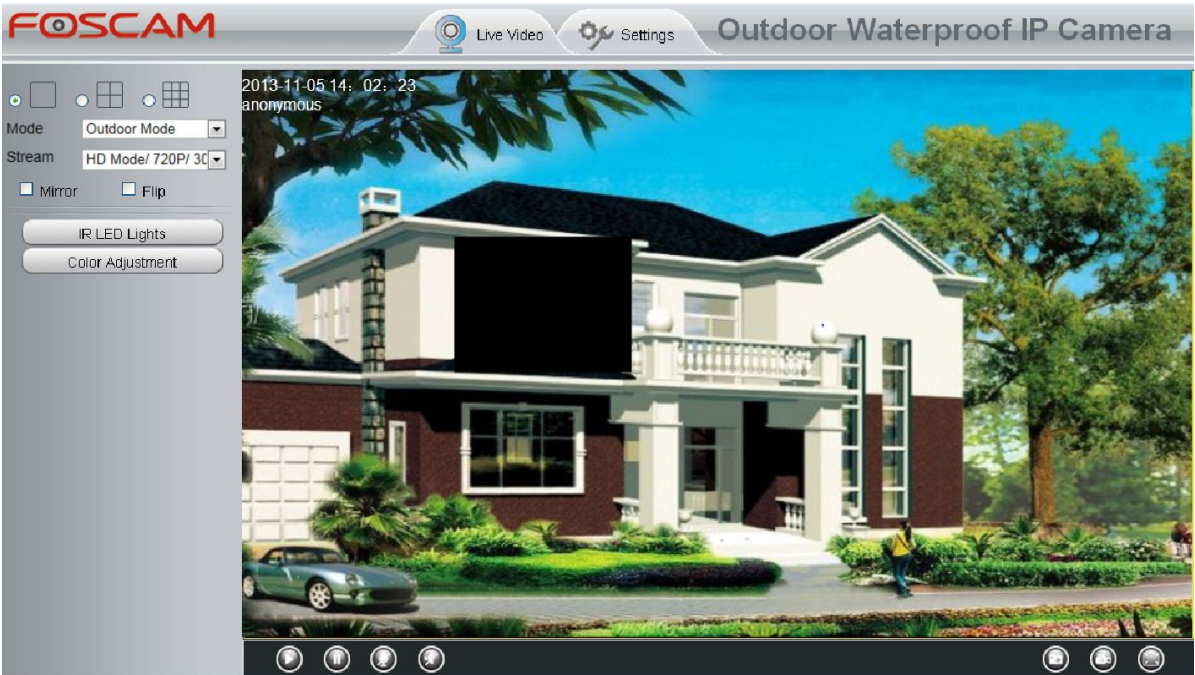 FOSCAM
Live Video
Settings
Outdoor Waterproof IP Camera
2013-11-05 14: 02: 23
anonymous
Mode
Outdoor Mode
Stream
HD Mode/ 720P/ 30
Mirror
Flip
IR LED Lights
Color Adjustment